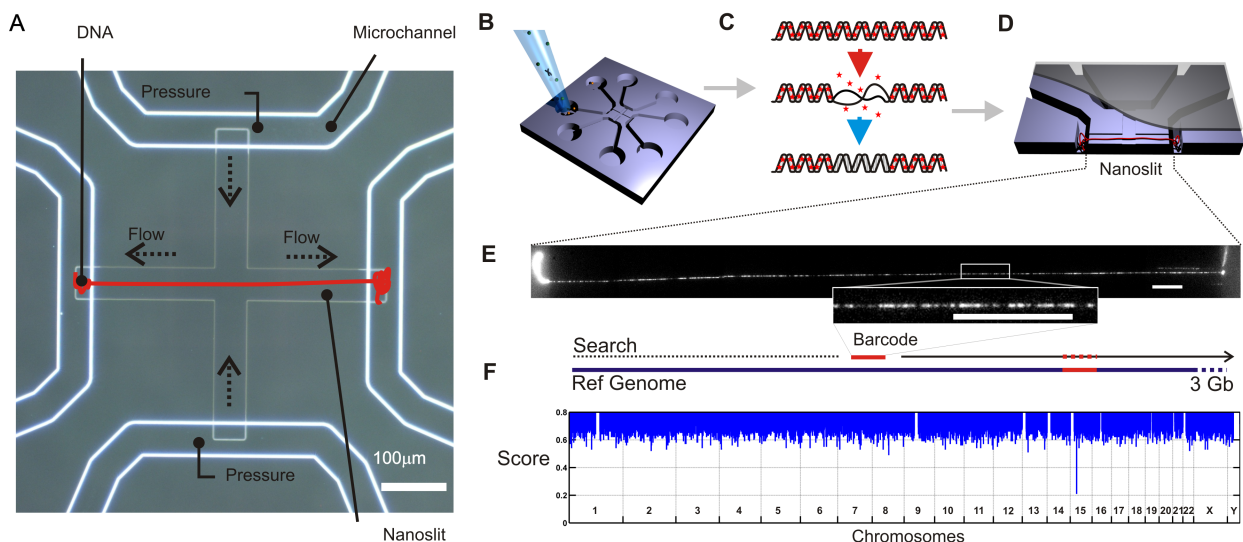 A
DNA
Microchannel
Pressure
Flow
Flow
Pressure
100μm
Nanoslit
B
C
D
Nanoslit
E
Barcode
F
Search
Ref Genome
3 Gb
Score
0.8
0.6
0.4
0.2
0
1 2 3 4 5 6 7 8 9 10 11 12 13 14 15 16 17 18 19 20 21 22 X Y
Chromosomes